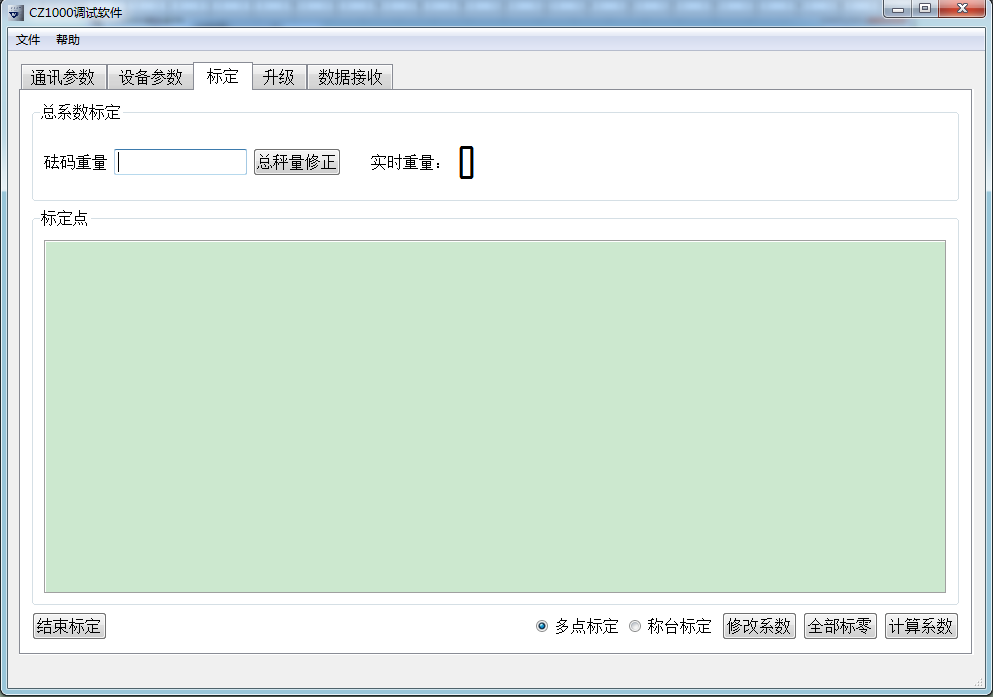 CZ1000调试软件
文件 帮助
通讯参数 设备参数 标定 升级 数据接收
总系数标定
砝码重量 总秤量修正 实时重量： 0
标定点
结束标定 多点标定 称台标定 修改系数 全部标零 计算系数